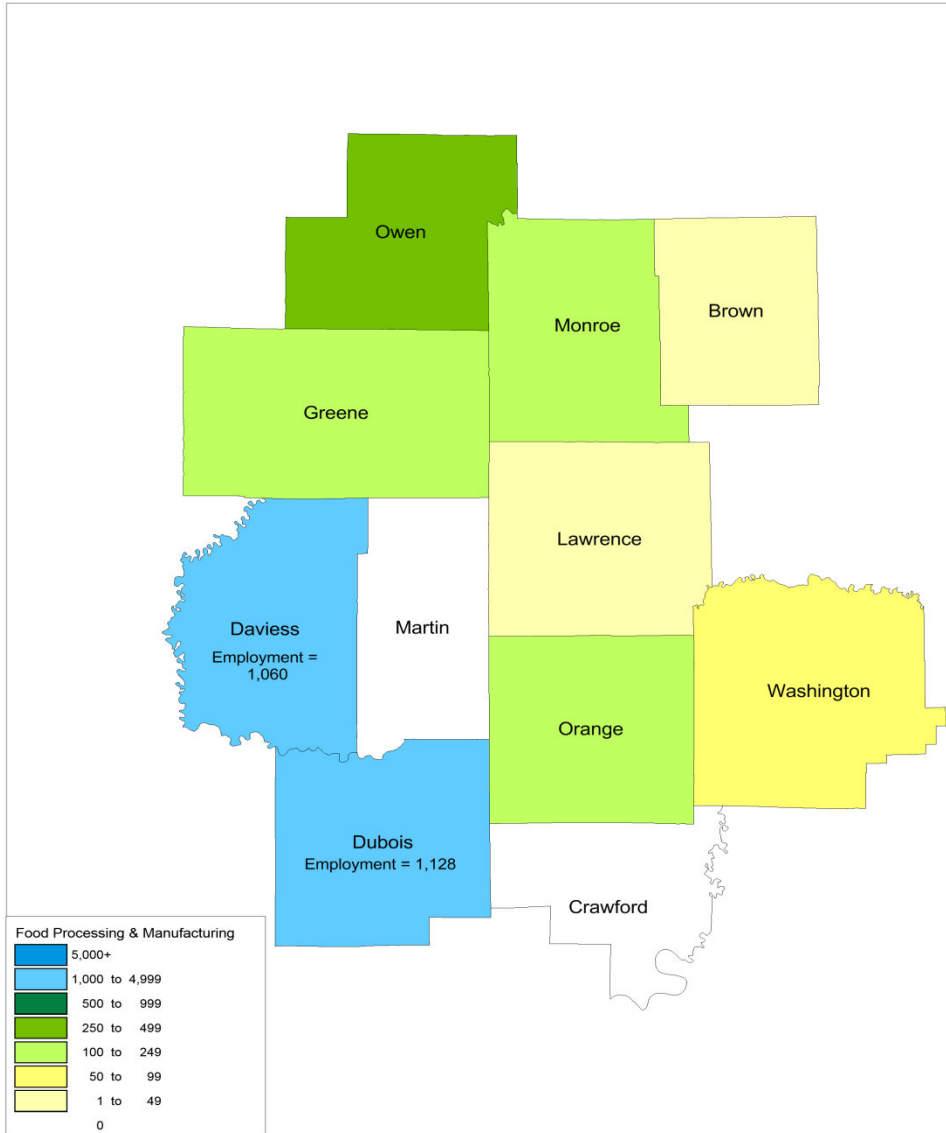 Owen
Brown
Monroe
Greene
Lawrence
Daviess
Employment =
1,060
Martin
Washington
Orange
Dubois
Employment = 1,128
Crawford
Food Processing & Manufacturing
5,000+
1,000 to 4,999
500 to 999
250 to 499
100 to 249
50 to 99
1 to 49
0